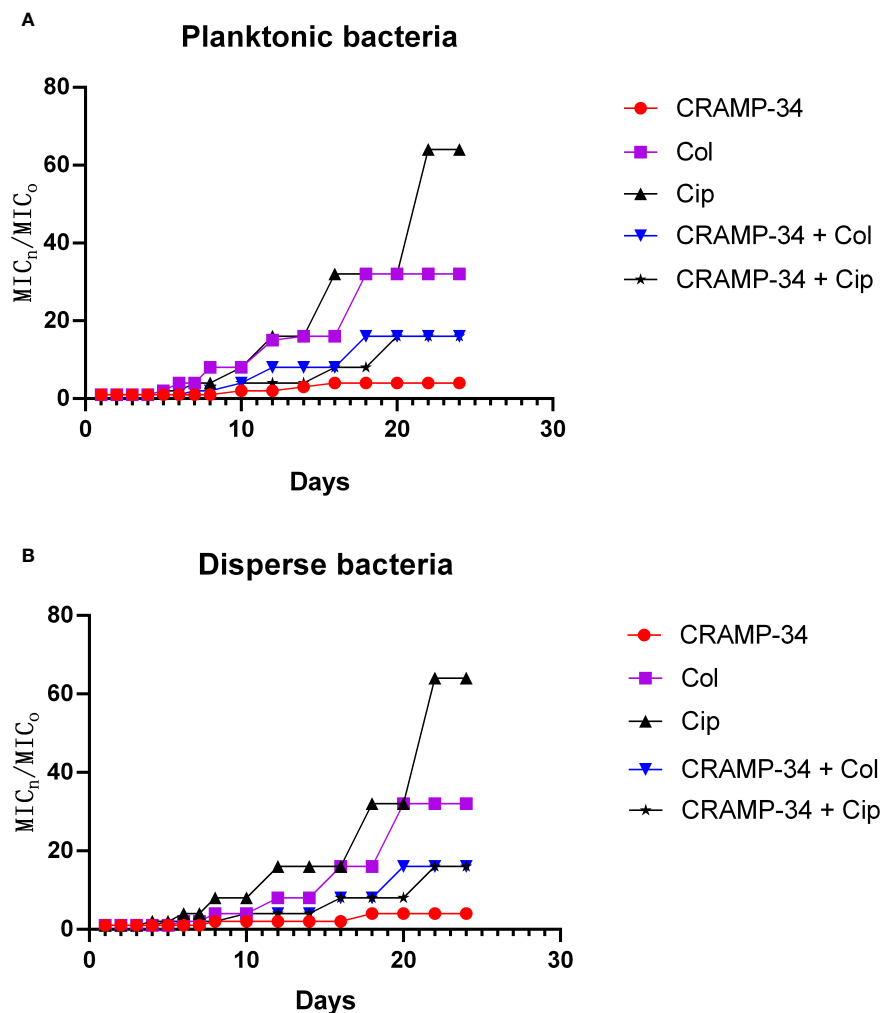 A
Planktonic bacteria
80
60
40
20
0
MICn/MICo
0 10 20 30
Days
CRAMP-34
Col
Cip
CRAMP-34 + Col
CRAMP-34 + Cip
B
Disperse bacteria
80
60
40
20
0
MICn/MICo
0 10 20 30
Days
CRAMP-34
Col
Cip
CRAMP-34 + Col
CRAMP-34 + Cip